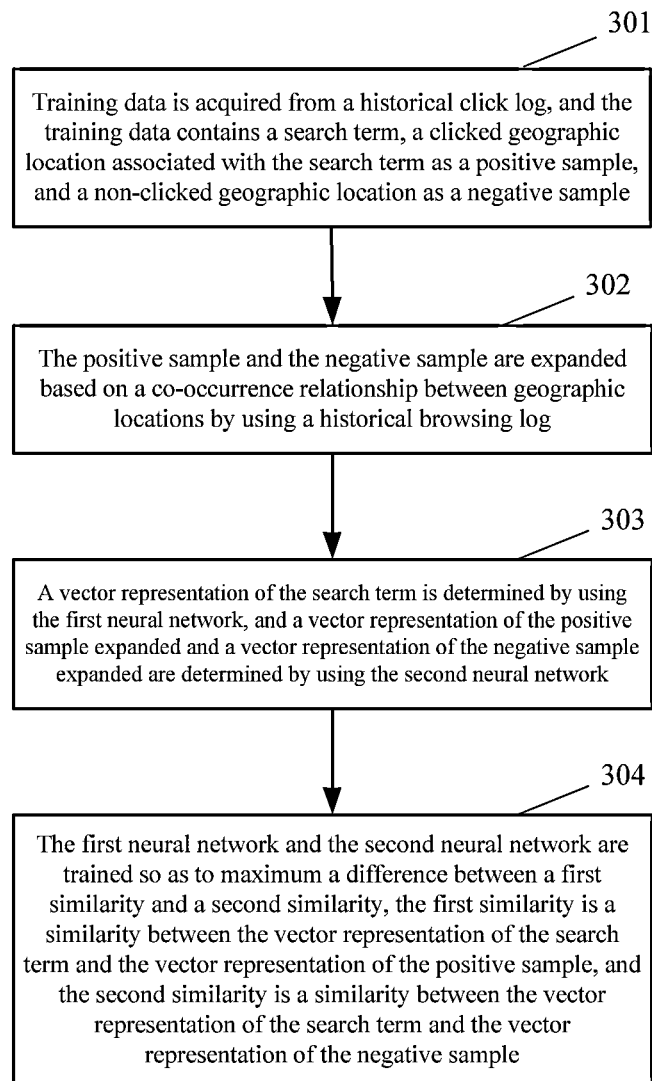 301
Training data is acquired from a historical click log, and the
training data contains a search term, a clicked geographic
location associated with the search term as a positive sample,
and a non-clicked geographic location as a negative sample
302
The positive sample and the negative sample are expanded
based on a co-occurrence relationship between geographic
locations by using a historical browsing log
303
A vector representation of the search term is determined by using
the first neural network, and a vector representation of the positive
sample expanded and a vector representation of the negative sample
expanded are determined by using the second neural network
304
The first neural network and the second neural network are
trained so as to maximum a difference between a first
similarity and a second similarity, the first similarity is a
similarity between the vector representation of the search
term and the vector representation of the positive sample, and
the second similarity is a similarity between the vector
representation of the search term and the vector
representation of the negative sample